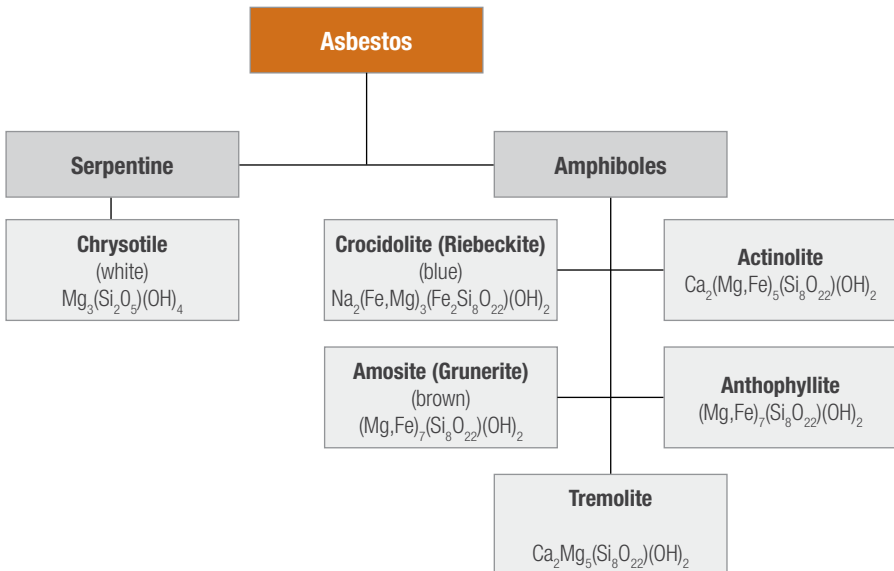 Asbestos
Serpentine
Amphiboles
Chrysotile
(white)
Mg₃(Si₂O₅)(OH)₄
Crocidolite (Riebeckite)
(blue)
Na₂(Fe,Mg)₃(Fe₂Si₈O₂₂)(OH)₂
Actinolite
Ca₂(Mg,Fe)₅(Si₈O₂₂)(OH)₂
Amosite (Grunerite)
(brown)
(Mg,Fe)₇(Si₈O₂₂)(OH)₂
Anthophyllite
(Mg,Fe)₇(Si₈O₂₂)(OH)₂
Tremolite
Ca₂Mg₅(Si₈O₂₂)(OH)₂